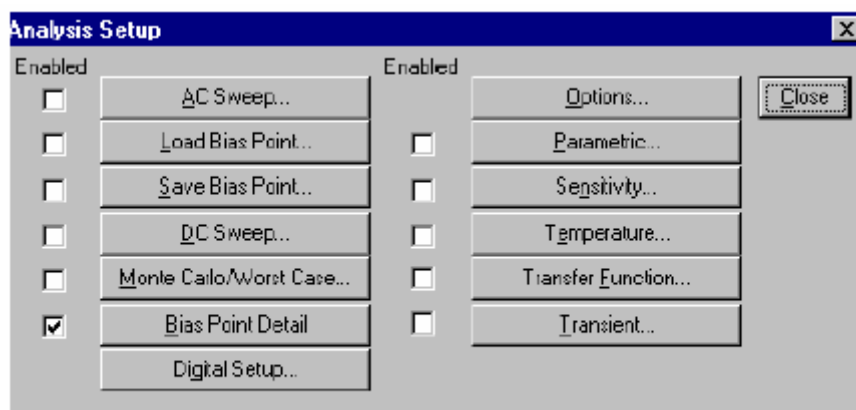 Analysis Setup
Enabled
AC Sweep...
Load Bias Point...
Save Bias Point...
DC Sweep...
Monte Carlo/Worst Case...
Bias Point Detail
Digital Setup...
Enabled
Options...
Parametric...
Sensitivity...
Temperature...
Transfer Function...
Transient...
Close